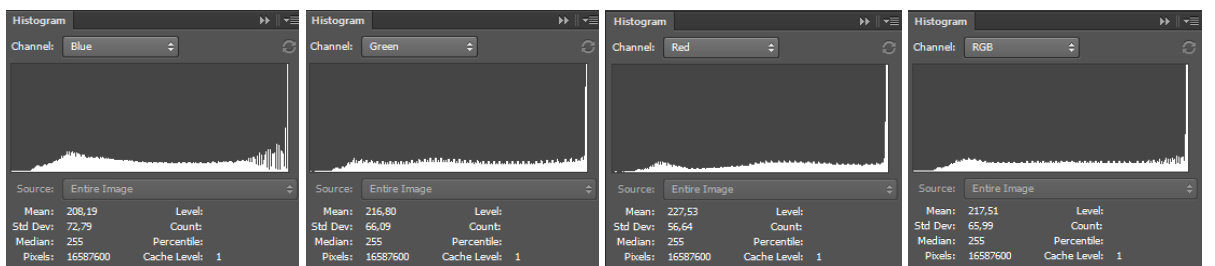 Histogram
Channel: Blue
Source: Entire Image
Mean: 208,19 Level:
Std Dev: 72,79 Count:
Median: 255 Percentile:
Pixels: 16587600 Cache Level: 1
Histogram
Channel: Green
Source: Entire Image
Mean: 216,80 Level:
Std Dev: 66,09 Count:
Median: 255 Percentile:
Pixels: 16587600 Cache Level: 1
Histogram
Channel: Red
Source: Entire Image
Mean: 227,53 Level:
Std Dev: 56,64 Count:
Median: 255 Percentile:
Pixels: 16587600 Cache Level: 1
Histogram
Channel: RGB
Source: Entire Image
Mean: 217,51 Level:
Std Dev: 65,99 Count:
Median: 255 Percentile:
Pixels: 16587600 Cache Level: 1